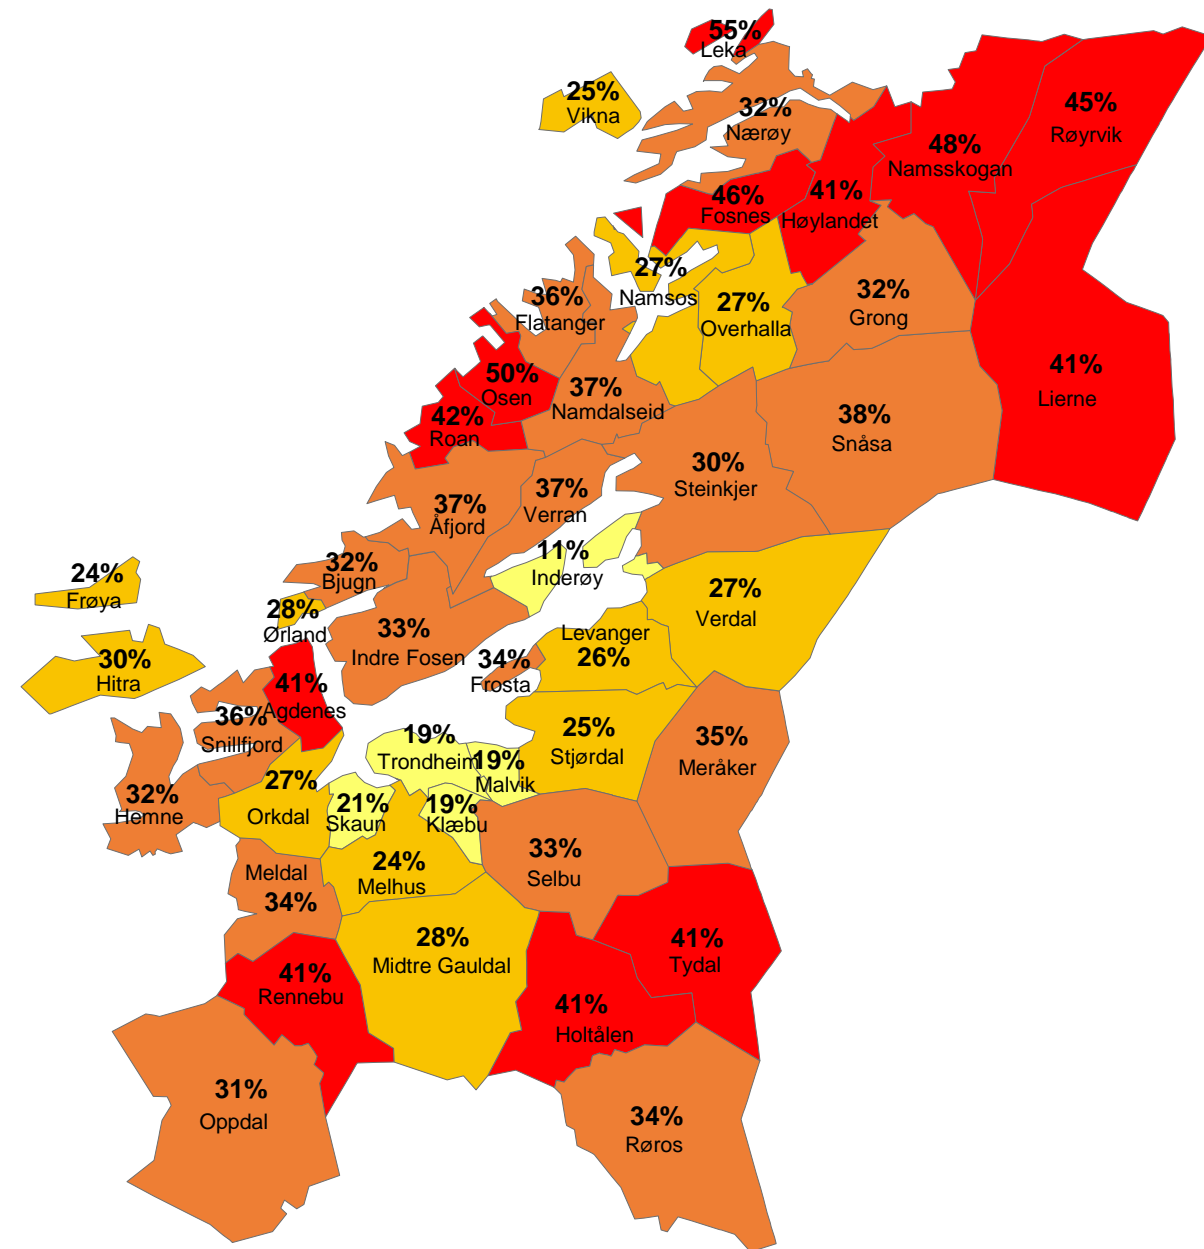 55%
Leka
25%
Vikna
32%
Nærøy
45%
Røyrvik
48%
Namsskogan
46%
Fosnes
41%
Høylandet
27%
Namsos
36%
Flatanger
27%
Overhalla
32%
Grong
50%
Osen
37%
Namdalseid
41%
Lierne
42%
Roan
38%
Snåsa
30%
Steinkjer
37%
Åfjord
37%
Verran
11%
Inderøy
32%
Bjugn
24%
Frøya
28%
Ørland
27%
Verdal
33%
Indre Fosen
Levanger
26%
30%
Hitra
34%
Frosta
41%
Agdenes
36%
Snillfjord
19%
Trondheim
25%
Stjørdal
35%
Meråker
19%
Malvik
32%
Hemne
27%
Orkdal
21%
Skaun
19%
Klæbu
Meldal
34%
24%
Melhus
33%
Selbu
28%
Midtre Gauldal
41%
Tydal
41%
Rennebu
41%
Holtålen
31%
Oppdal
34%
Røros